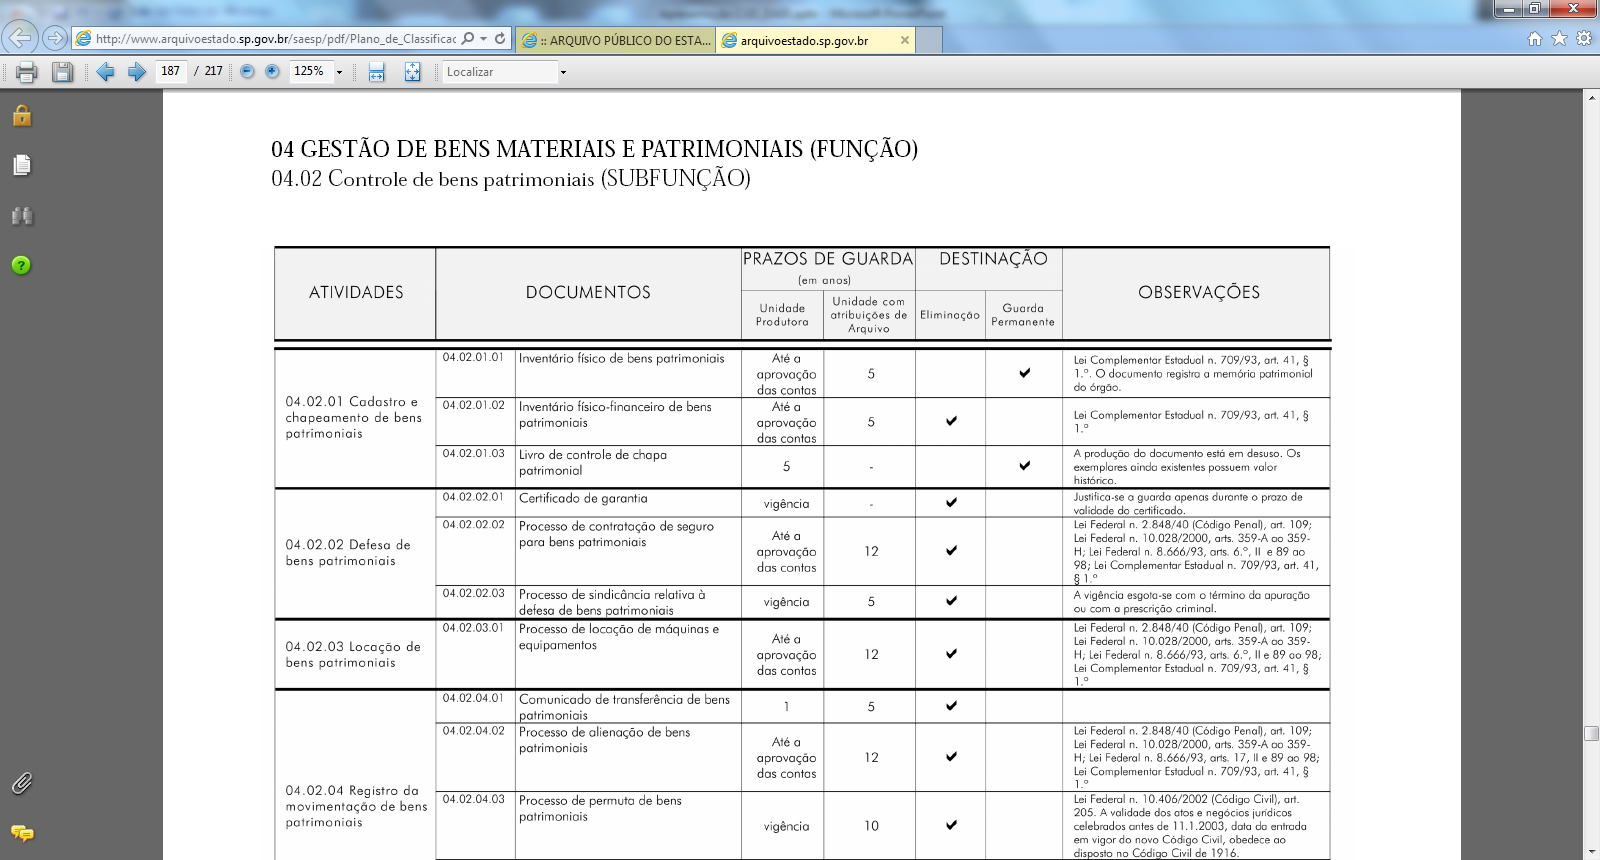 http://www.arquivoestado.sp.gov.br/saesp/pdf/Plano_de_Classificac
:: ARQUIVO PÚBLICO DO ESTA...
arquivoestado.sp.gov.br
187 / 217
125%
Localizar
04 GESTÃO DE BENS MATERIAIS E PATRIMONIAIS (FUNÇÃO)
04.02 Controle de bens patrimoniais (SUBFUNÇÃO)
ATIVIDADES
DOCUMENTOS
PRAZOS DE GUARDA
(em anos)
Unidade
Produtora
Unidade com
atribuições de
Arquivo
DESTINAÇÃO
Eliminação
Guarda
Permanente
OBSERVAÇÕES
04.02.01 Cadastro e
chapeamento de bens
patrimoniais
04.02.01.01
Inventário físico de bens patrimoniais
Até a
aprovação
das contas
5
Lei Complementar Estadual n. 709/93, art. 41, §
1.º. O documento registra a memória patrimonial
do órgão.
04.02.01.02
Inventário físico-financeiro de bens
patrimoniais
Até a
aprovação
das contas
5
Lei Complementar Estadual n. 709/93, art. 41, §
1.º
04.02.01.03
Livro de controle de chapa
patrimonial
5
-
A produção do documento está em desuso. Os
exemplares ainda existentes possuem valor
histórico.
04.02.02 Defesa de
bens patrimoniais
04.02.02.01
Certificado de garantia
vigência
-
Justifica-se a guarda apenas durante o prazo de
validade do certificado.
04.02.02.02
Processo de contratação de seguro
para bens patrimoniais
Até a
aprovação
das contas
12
Lei Federal n. 2.848/40 (Código Penal), art. 109;
Lei Federal n. 10.028/2000, arts. 359-A ao 359-
H; Lei Federal n. 8.666/93, arts. 6.º, II e 89 ao
98; Lei Complementar Estadual n. 709/93, art. 41,
§ 1.º
04.02.02.03
Processo de sindicância relativa à
defesa de bens patrimoniais
vigência
5
A vigência esgota-se com o término da apuração
ou com a prescrição criminal.
04.02.03 Locação de
bens patrimoniais
04.02.03.01
Processo de locação de máquinas e
equipamentos
Até a
aprovação
das contas
12
Lei Federal n. 2.848/40 (Código Penal), art. 109;
Lei Federal n. 10.028/2000, arts. 359-A ao 359-
H; Lei Federal n. 8.666/93, arts. 6.º, II e 89 ao 98;
Lei Complementar Estadual n. 709/93, art. 41, §
1.º
04.02.04 Registro da
movimentação de bens
patrimoniais
04.02.04.01
Comunicado de transferência de bens
patrimoniais
1
5
04.02.04.02
Processo de alienação de bens
patrimoniais
Até a
aprovação
das contas
12
Lei Federal n. 2.848/40 (Código Penal), art. 109;
Lei Federal n. 10.028/2000, arts. 359-A ao 359-
H; Lei Federal n. 8.666/93, arts. 17, II e 89 ao 98;
Lei Complementar Estadual n. 709/93, art. 41, §
1.º
04.02.04.03
Processo de permuta de bens
patrimoniais
vigência
10
Lei Federal n. 10.406/2002 (Código Civil), art.
205. A validade dos atos e negócios jurídicos
celebrados antes de 11.1.2003, data da entrada
em vigor do novo Código Civil, obedece ao
disposto no Código Civil de 1916.